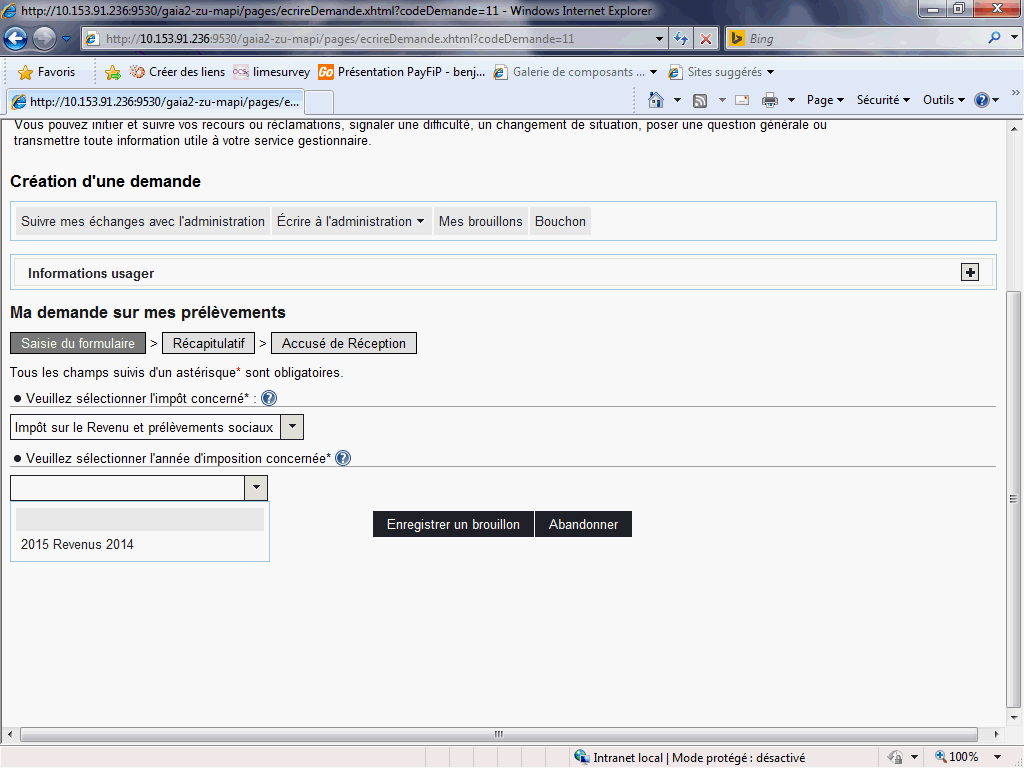 http://10.153.91.236:9530/gaia2-zu-mapi/pages/ecrireDemande.xhtml?codeDemande=11 - Windows Internet Explorer
http://10.153.91.236:9530/gaia2-zu-mapi/pages/ecrireDemande.xhtml?codeDemande=11
Bing
Favoris
Créer des liens
limesurvey
Go Présentation PayFiP - benj...
Galerie de composants ...
Sites suggérés
http://10.153.91.236:9530/gaia2-zu-mapi/pages/e...
Page
Sécurité
Outils
Vous pouvez initier et suivre vos recours ou réclamations, signaler une difficulté, un changement de situation, poser une question générale ou
transmettre toute information utile à votre service gestionnaire.
Création d'une demande
Suivre mes échanges avec l'administration
Écrire à l'administration
Mes brouillons
Bouchon
Informations usager
Ma demande sur mes prélèvements
Saisie du formulaire > Récapitulatif > Accusé de Réception
Tous les champs suivis d'un astérisque* sont obligatoires.
● Veuillez sélectionner l'impôt concerné* :
Impôt sur le Revenu et prélèvements sociaux
● Veuillez sélectionner l'année d'imposition concernée*
Enregistrer un brouillon
Abandonner
2015 Revenus 2014
Intranet local | Mode protégé : désactivé
100%